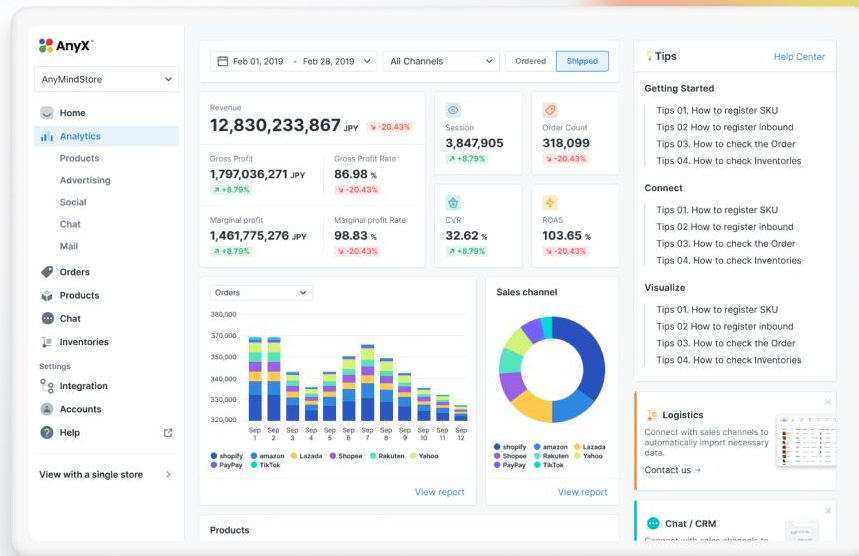 AnyX
AnyMindStore
Home
Analytics
Products
Advertising
Social
Chat
Mail
Orders
Products
Chat
Inventories
Settings
Integration
Accounts
Help
View with a single store
Feb 01, 2019 - Feb 28, 2019
All Channels
Ordered
Shipped
Revenue
12,830,233,867 JPY -20.43%
Gross Profit
1,797,036,271 JPY
+8.79%
Gross Profit Rate
86.98 %
-20.43%
Marginal profit
1,461,775,276 JPY
+8.79%
Marginal profit Rate
98.83 %
-20.43%
Session
3,847,905
+8.79%
Order Count
318,099
-20.43%
CVR
32.62 %
+8.79%
ROAS
103.65 %
-20.43%
Orders
380,000
370,000
350,000
340,000
330,000
320,000
Sep Sep Sep Sep Sep Sep Sep Sep Sep Sep Sep Sep
1 2 3 4 5 6 7 8 9 10 11 12
shopify amazon Lazada Shopee Rakuten Yahoo
PayPay TikTok
View report
Sales channel
shopify amazon Lazada
Shopee Rakuten Yahoo
PayPay TikTok
View report
Products
Tips
Help Center
Getting Started
Tips 01. How to register SKU
Tips 02 How to register inbound
Tips 03. How to check the Order
Tips 04. How to check Inventories
Connect
Tips 01. How to register SKU
Tips 02 How to register inbound
Tips 03. How to check the Order
Tips 04. How to check Inventories
Visualize
Tips 01. How to register SKU
Tips 02 How to register inbound
Tips 03. How to check the Order
Tips 04. How to check Inventories
Logistics
Connect with sales channels to
automatically import necessary
data.
Contact us →
Chat / CRM
Connect with sales channels to